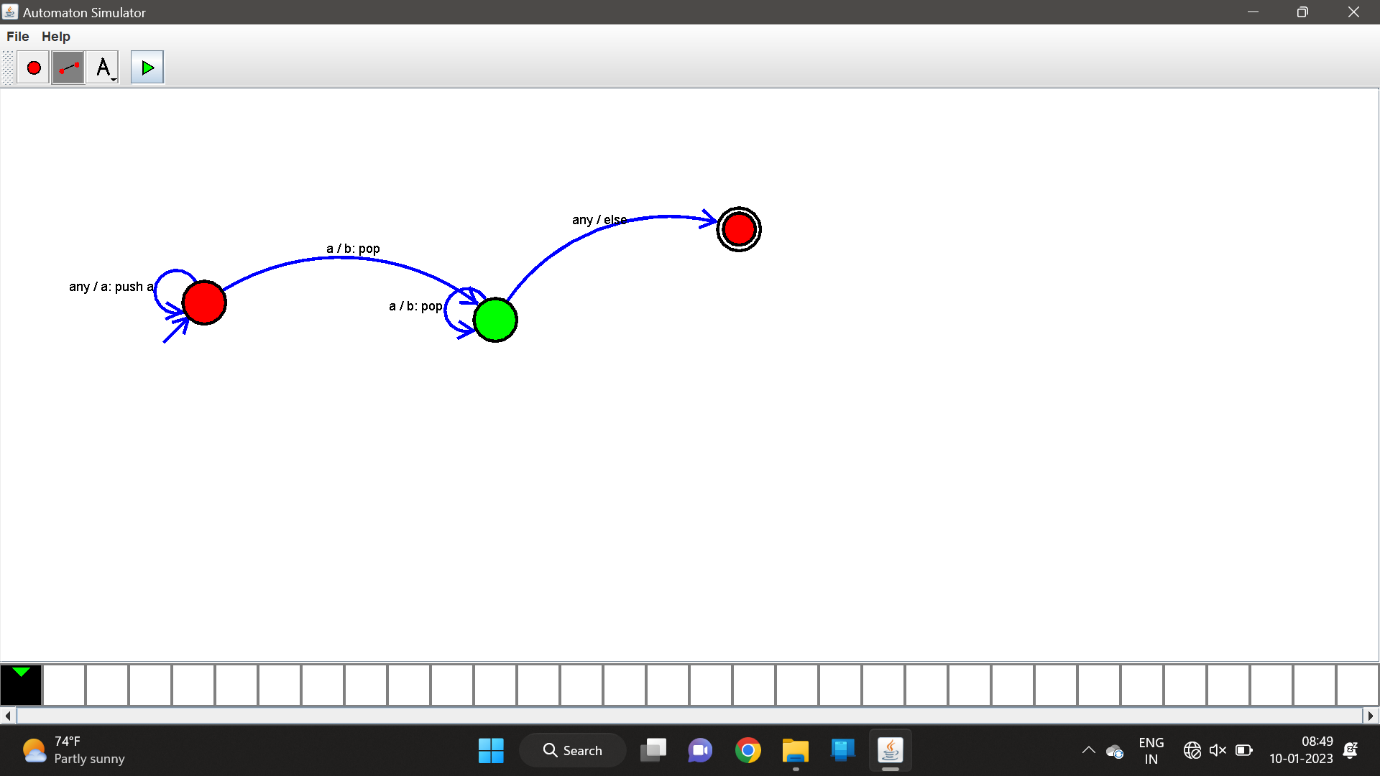 Automaton Simulator
File Help
A
any / else
a / b: pop
any / a: push a
a / b: pop
74°F
Partly sunny
Search
ENG
IN
08:49
10-01-2023